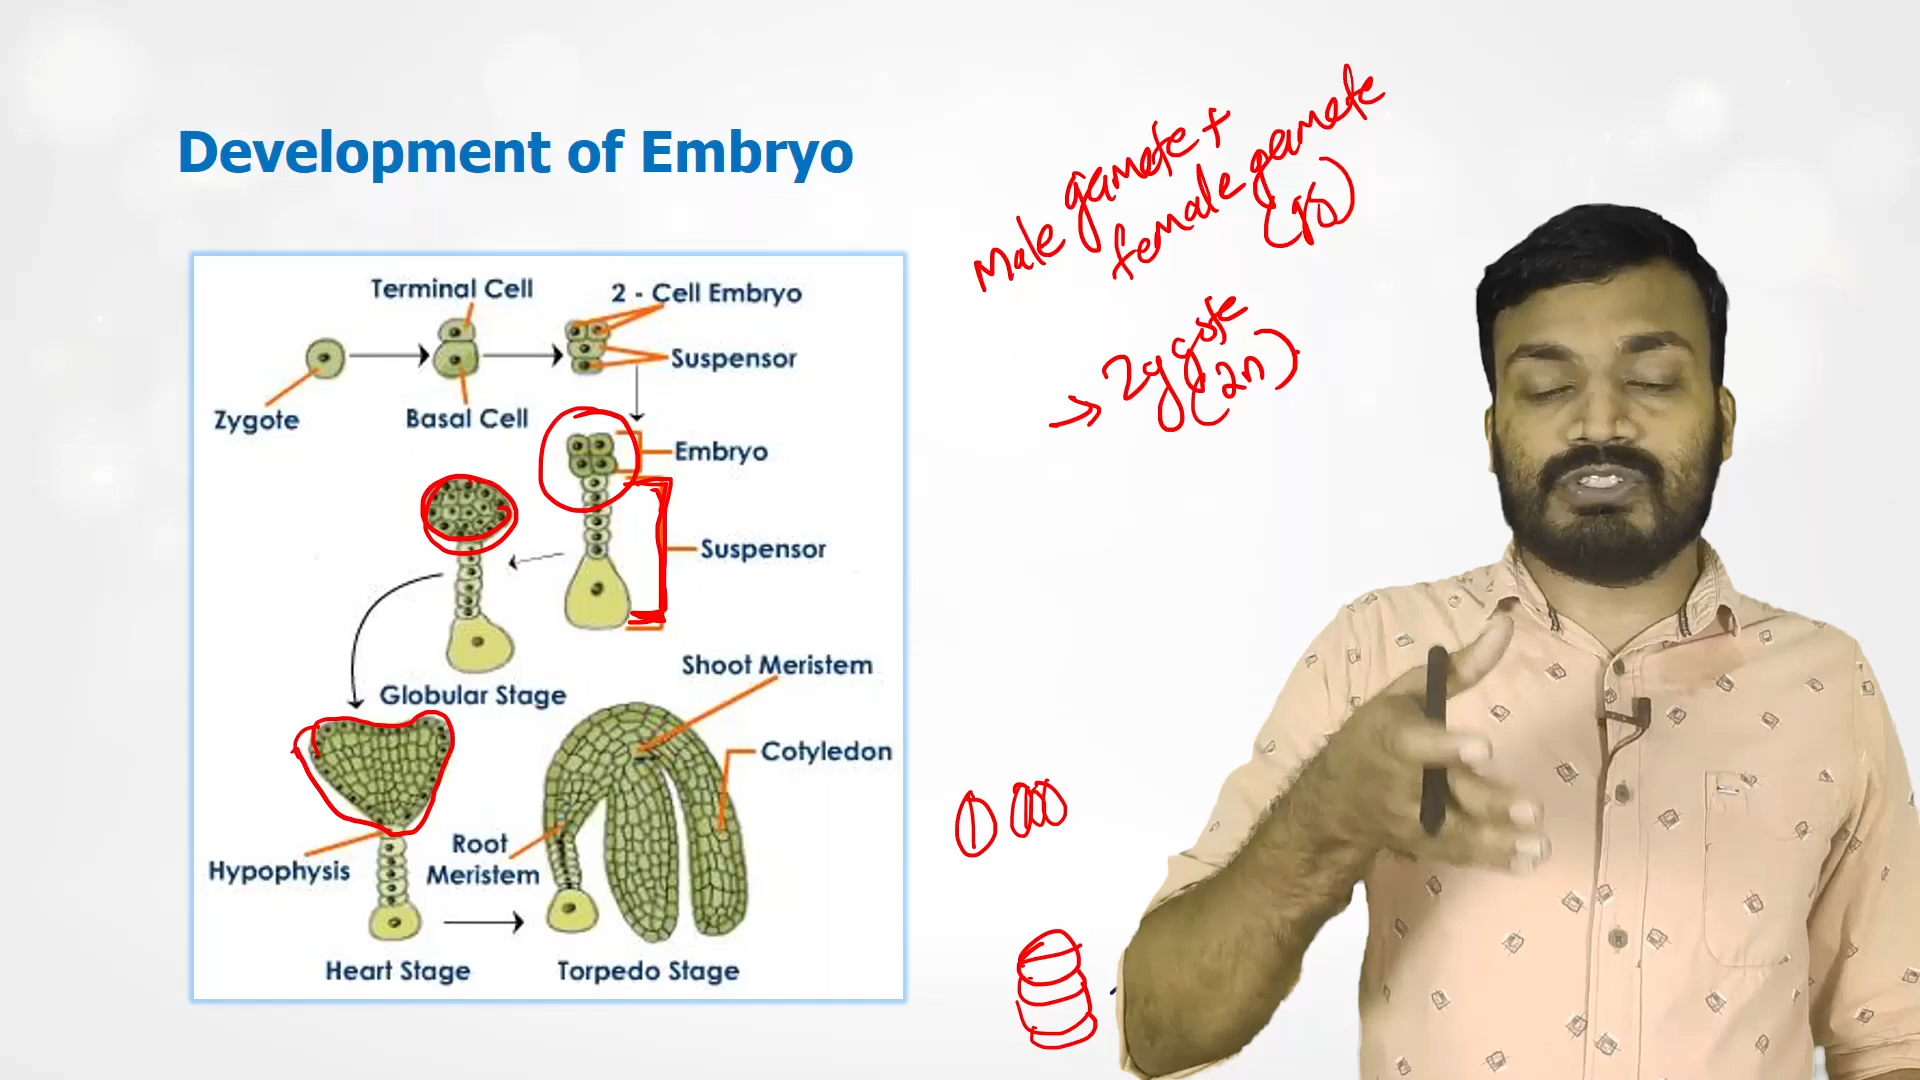 Development of Embryo
Male gamete +
female gamete
→ Zygote
(2n)
Terminal Cell
2 - Cell Embryo
Suspensor
Zygote
Basal Cell
Embryo
Suspensor
Shoot Meristem
Globular Stage
Cotyledon
Root
Meristem
Hypophysis
Heart Stage
Torpedo Stage